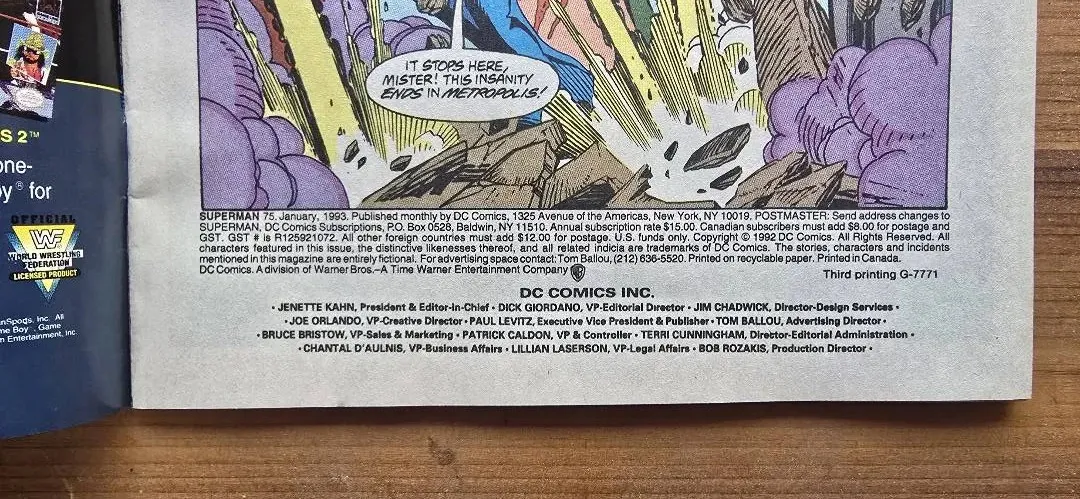 IT STOPS HERE,
MISTER! THIS INSANITY
ENDS IN METROPOLIS!
S 2™
one-
y® for
OFFICIAL
WF
WORLD WRESTLING
FEDERATION
LICENSED PRODUCT
Inc. All
me Boy, Game
Entertainment, Inc.
SUPERMAN 75, January, 1993. Published monthly by DC Comics, 1325 Avenue of the Americas, New York, NY 10019. POSTMASTER: Send address changes to
SUPERMAN, DC Comics Subscriptions, P.O. Box 0528, Baldwin, NY 11510. Annual subscription rate $15.00. Canadian subscribers must add $8.00 for postage and
GST. GST # is R125921072. All other foreign countries must add $12.00 for postage. U.S. funds only. Copyright © 1992 DC Comics. All Rights Reserved. All
characters featured in this issue, the distinctive likenesses thereof, and all related indicia are trademarks of DC Comics. The stories, characters and incidents
mentioned in this magazine are entirely fictional. For advertising space contact: Tom Ballou, (212) 636-5520. Printed on recyclable paper. Printed in Canada.
DC Comics. A division of Warner Bros.–A Time Warner Entertainment Company
Third printing G-7771
DC COMICS INC.
• JENETTE KAHN, President & Editor-in-Chief • DICK GIORDANO, VP-Editorial Director • JIM CHADWICK, Director-Design Services •
• JOE ORLANDO, VP-Creative Director • PAUL LEVITZ, Executive Vice President & Publisher • TOM BALLOU, Advertising Director •
• BRUCE BRISTOW, VP-Sales & Marketing • PATRICK CALDON, VP & Controller • TERRI CUNNINGHAM, Director-Editorial Administration •
• CHANTAL D'AULNIS, VP-Business Affairs • LILLIAN LASERSON, VP-Legal Affairs • BOB ROZAKIS, Production Director •